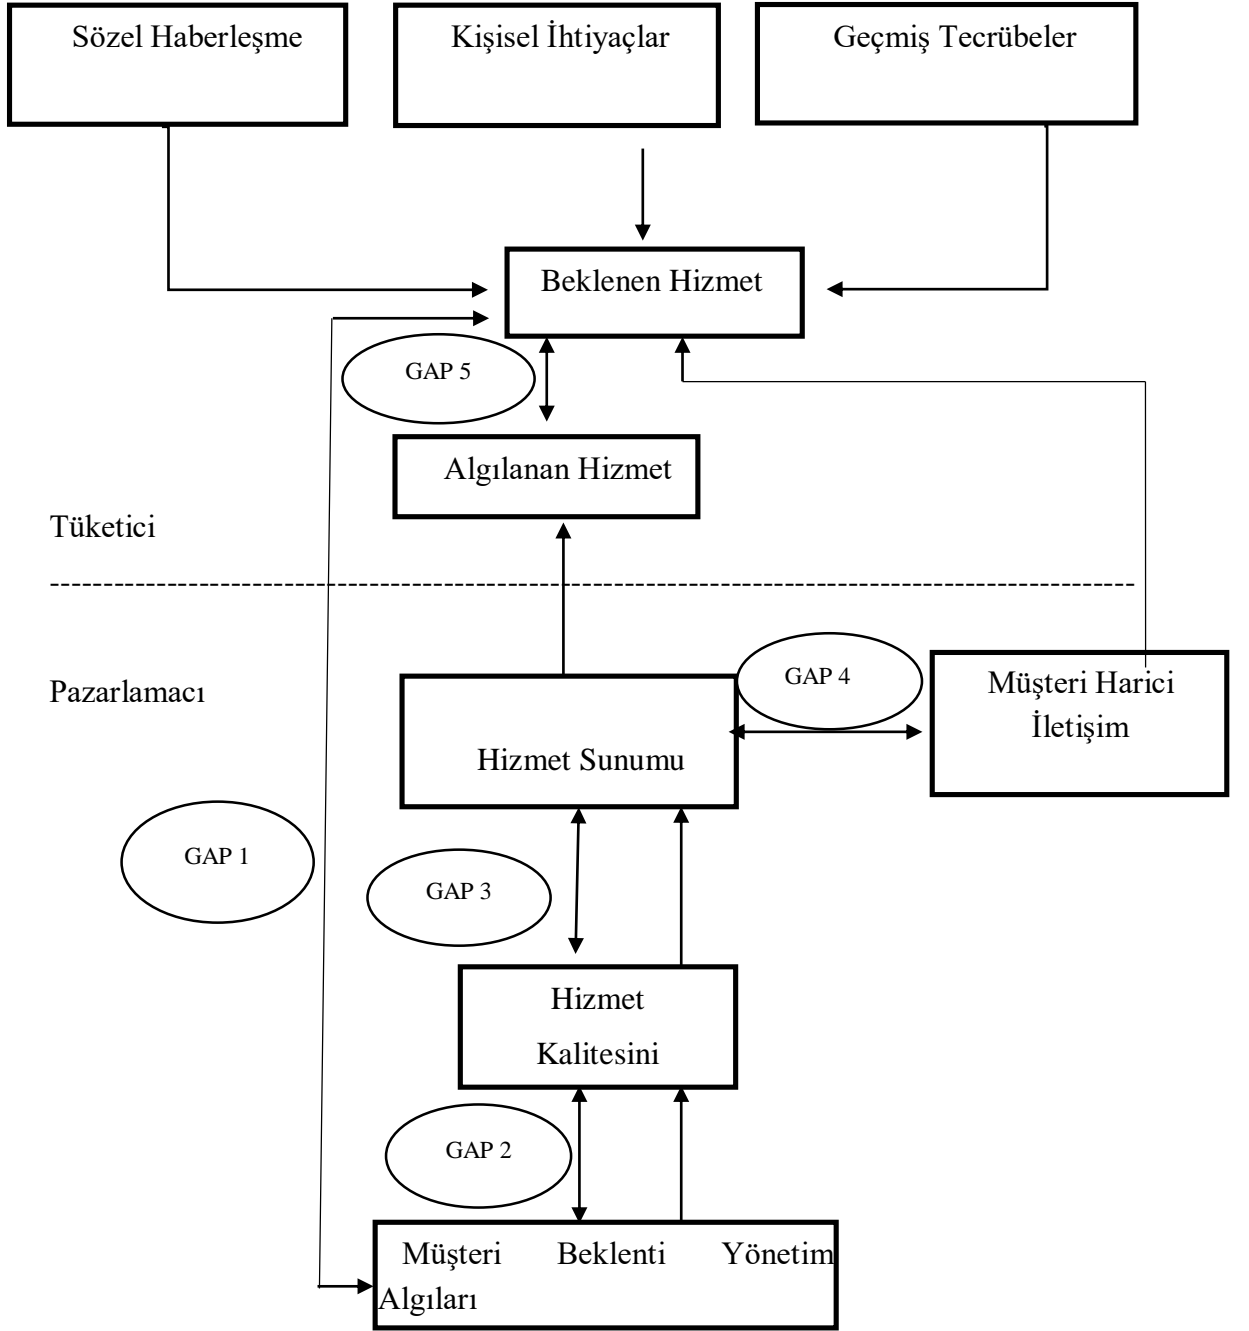 Sözel Haberleşme
Kişisel İhtiyaçlar
Geçmiş Tecrübeler
Beklenen Hizmet
GAP 5
Algılanan Hizmet
Tüketici
Pazarlamacı
GAP 4
Müşteri Harici
İletişim
Hizmet Sunumu
GAP 1
GAP 3
Hizmet
Kalitesini
GAP 2
Müşteri Beklenti Yönetim
Algıları